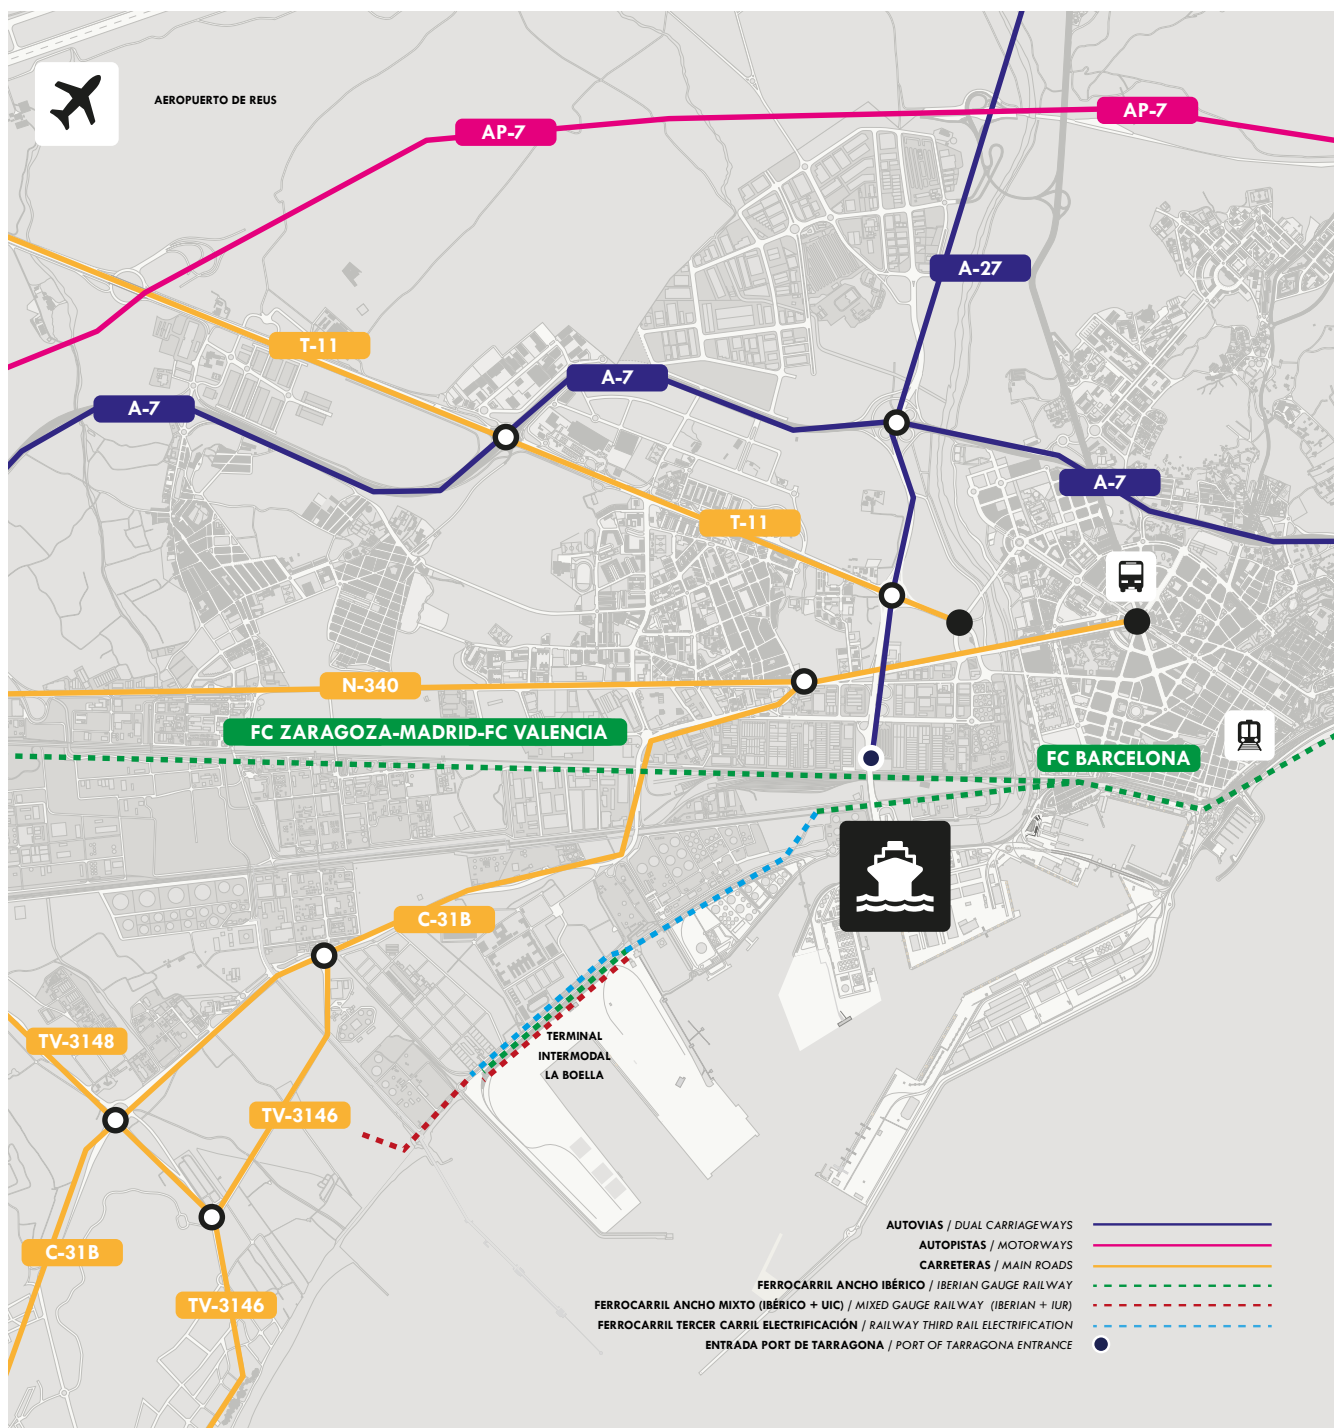 AEROPUERTO DE REUS
AP-7
AP-7
A-27
T-11
A-7
A-7
A-7
T-11
N-340
FC ZARAGOZA-MADRID-FC VALENCIA
FC BARCELONA
C-31B
TERMINAL
INTERMODAL
LA BOELLA
TV-3148
TV-3146
C-31B
TV-3146
AUTOVIAS / DUAL CARRIAGEWAYS
AUTOPISTAS / MOTORWAYS
CARRETERAS / MAIN ROADS
FERROCARRIL ANCHO IBÉRICO / IBERIAN GAUGE RAILWAY
FERROCARRIL ANCHO MIXTO (IBÉRICO + UIC) / MIXED GAUGE RAILWAY (IBERIAN + IUR)
FERROCARRIL TERCER CARRIL ELECTRIFICACIÓN / RAILWAY THIRD RAIL ELECTRIFICATION
ENTRADA PORT DE TARRAGONA / PORT OF TARRAGONA ENTRANCE